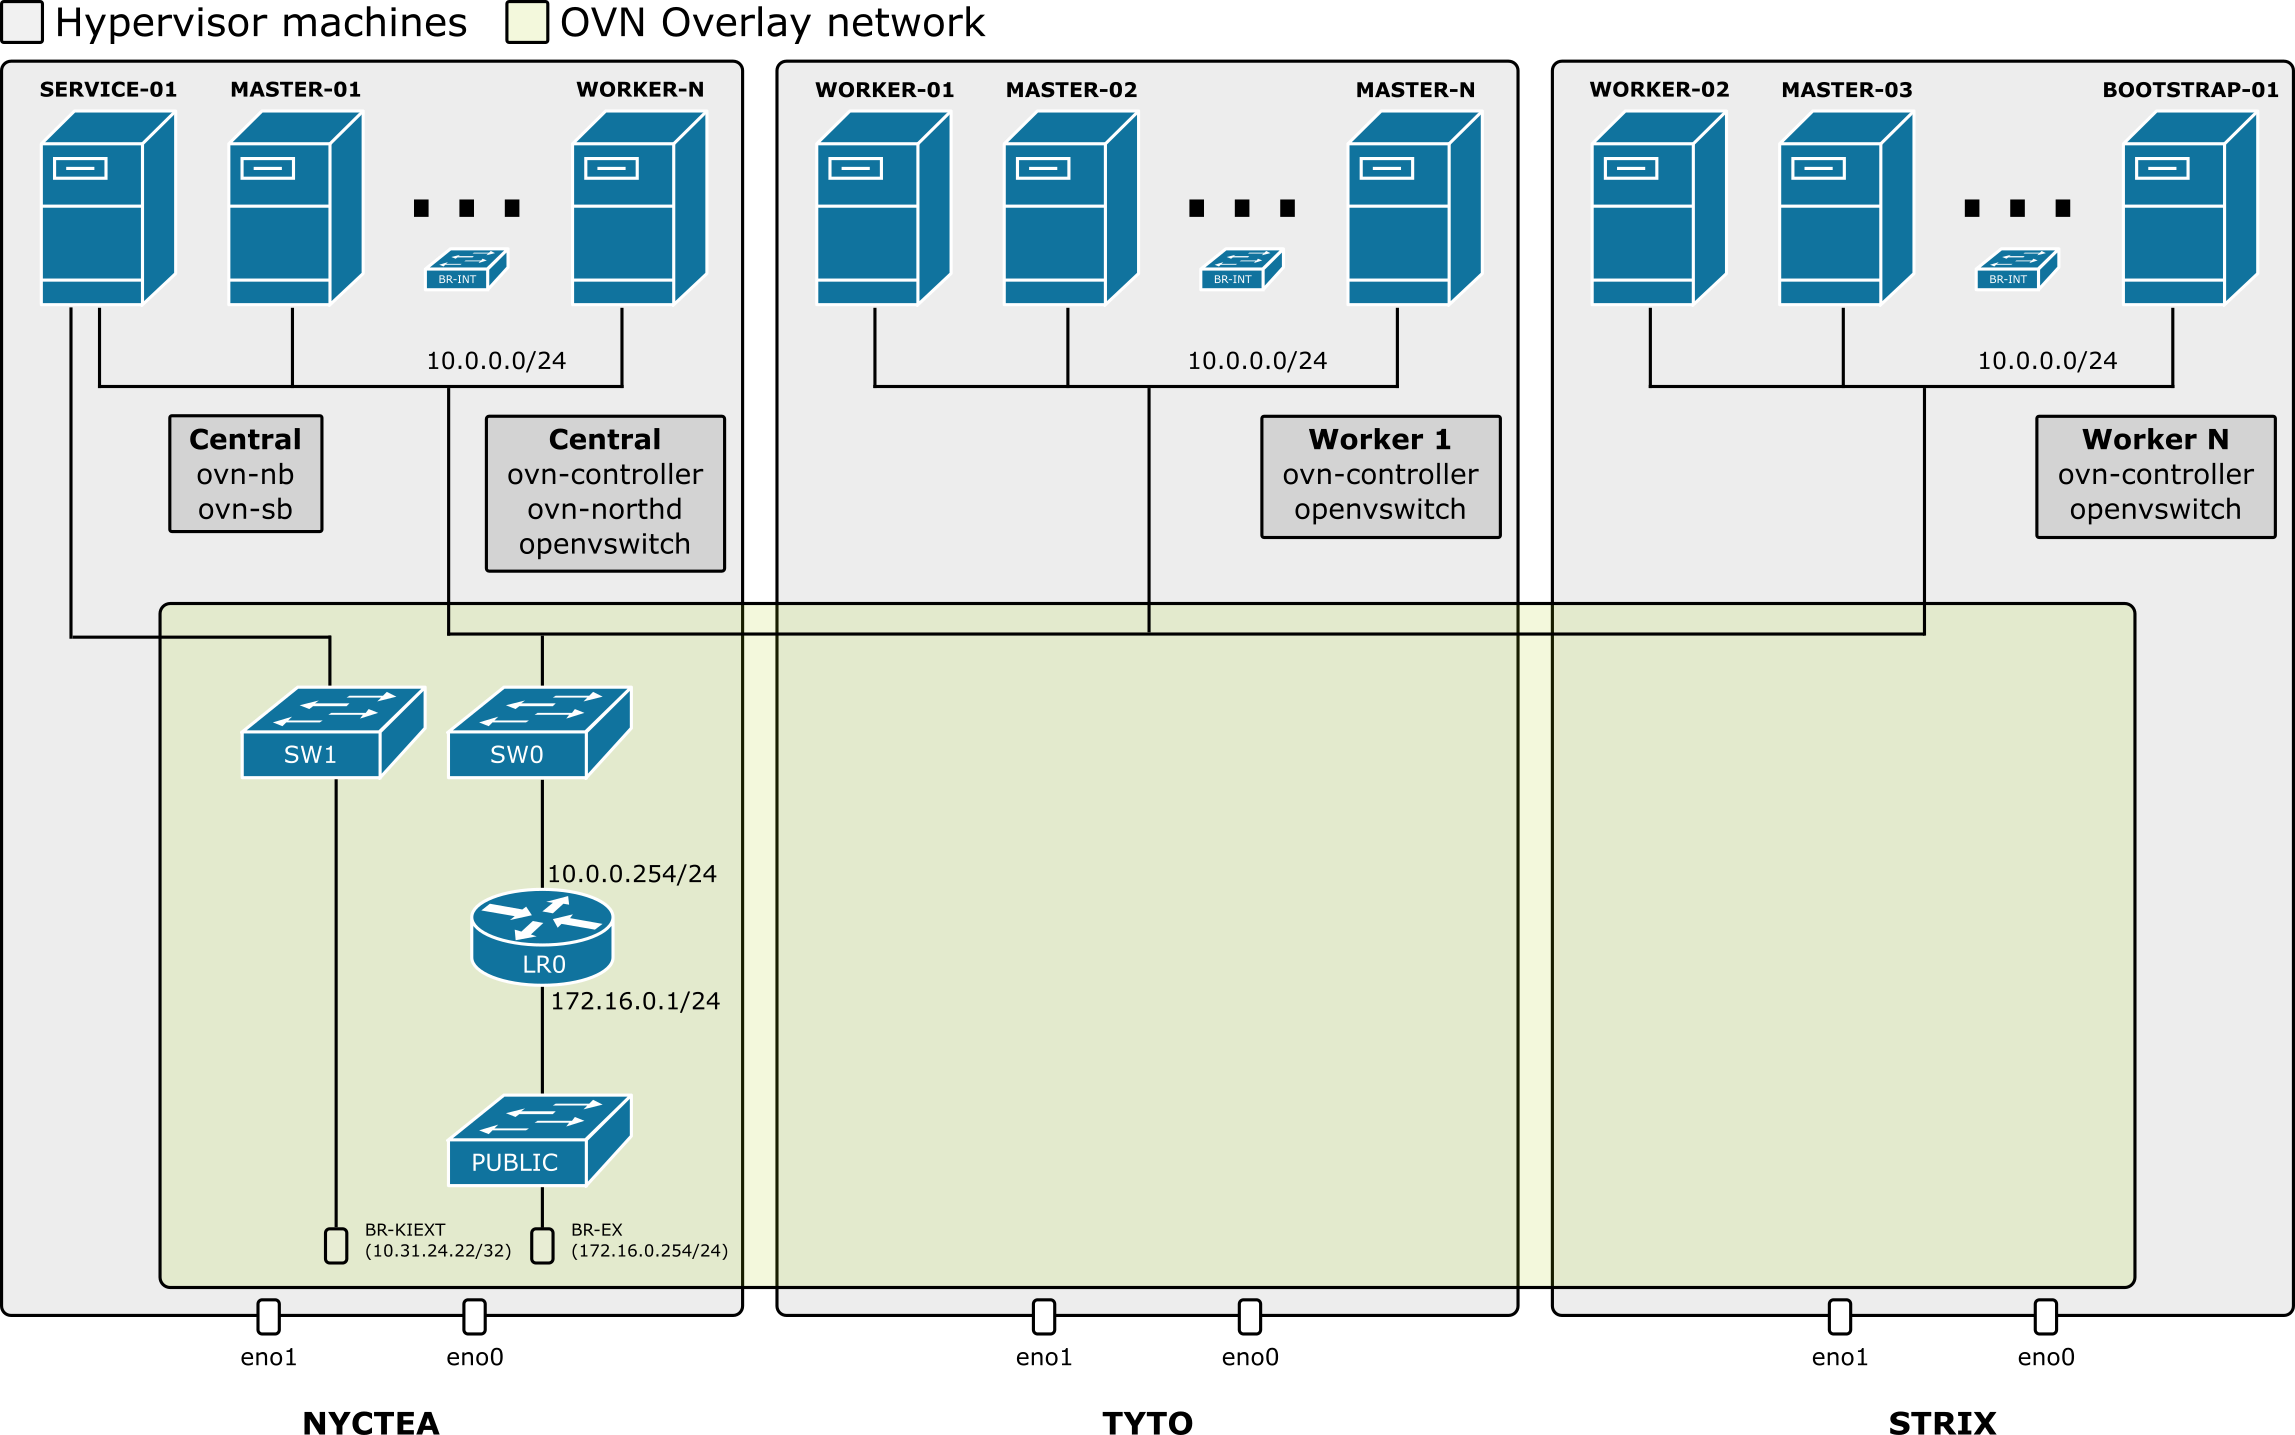 Hypervisor machines
OVN Overlay network
SERVICE-01
MASTER-01
WORKER-N
BR-INT
10.0.0.0/24
Central
ovn-nb
ovn-sb
Central
ovn-controller
ovn-northd
openvswitch
WORKER-01
MASTER-02
MASTER-N
BR-INT
10.0.0.0/24
Worker 1
ovn-controller
openvswitch
WORKER-02
MASTER-03
BOOTSTRAP-01
BR-INT
10.0.0.0/24
Worker N
ovn-controller
openvswitch
SW1
SW0
10.0.0.254/24
LR0
172.16.0.1/24
PUBLIC
BR-KIEXT
(10.31.24.22/32)
BR-EX
(172.16.0.254/24)
eno1
eno0
eno1
eno0
eno1
eno0
NYCTEA
TYTO
STRIX